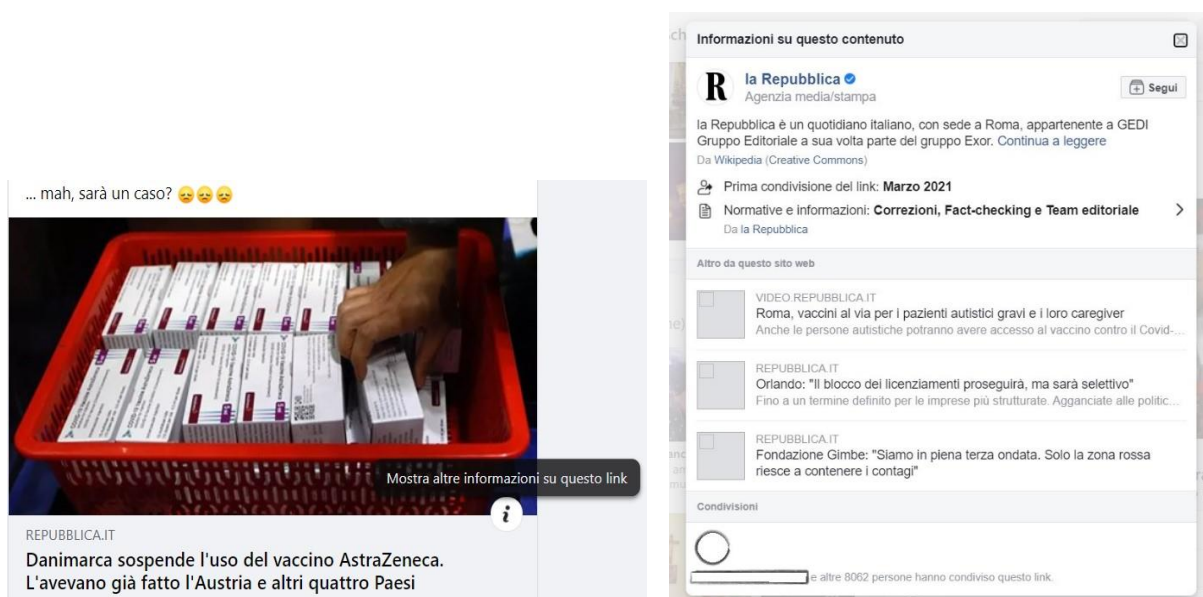 ... mah, sarà un caso? 😞😞😞
Mostra altre informazioni su questo link
i
REPUBBLICA.IT
Danimarca sospende l'uso del vaccino AstraZeneca.
L'avevano già fatto l'Austria e altri quattro Paesi
Informazioni su questo contenuto
R
la Repubblica
Agenzia media/stampa
Segui
la Repubblica è un quotidiano italiano, con sede a Roma, appartenente a GEDI
Gruppo Editoriale a sua volta parte del gruppo Exor. Continua a leggere
Da Wikipedia (Creative Commons)
Prima condivisione del link: Marzo 2021
Normative e informazioni: Correzioni, Fact-checking e Team editoriale
Da la Repubblica
Altro da questo sito web
VIDEO.REPUBBLICA.IT
Roma, vaccini al via per i pazienti autistici gravi e i loro caregiver
Anche le persone autistiche potranno avere accesso al vaccino contro il Covid-...
REPUBBLICA.IT
Orlando: "Il blocco dei licenziamenti proseguirà, ma sarà selettivo"
Fino a un termine definito per le imprese più strutturate. Agganciate alle politic...
REPUBBLICA.IT
Fondazione Gimbe: "Siamo in piena terza ondata. Solo la zona rossa
riesce a contenere i contagi"
Condivisioni
e altre 8062 persone hanno condiviso questo link.